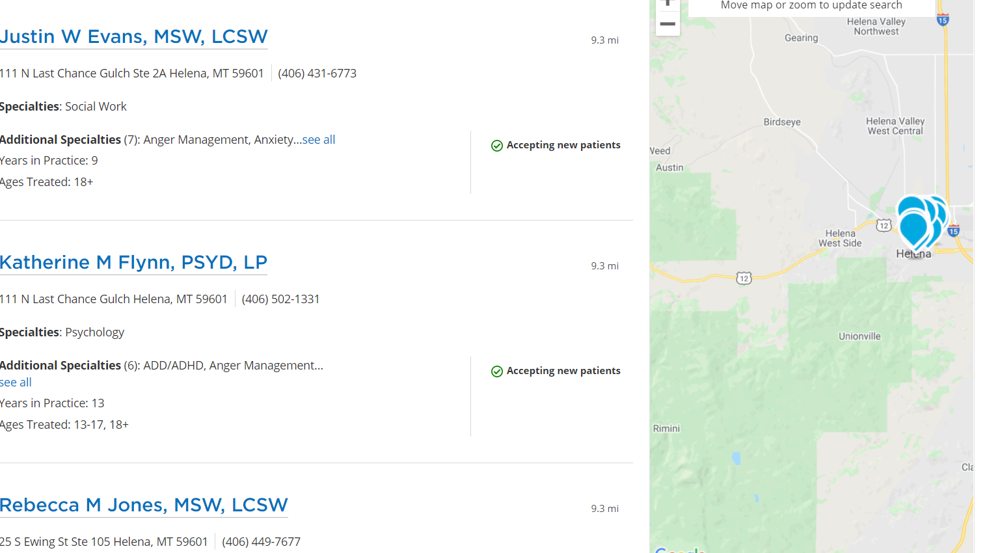 Justin W Evans, MSW, LCSW
9.3 mi
111 N Last Chance Gulch Ste 2A Helena, MT 59601
(406) 431-6773
Specialties: Social Work
Additional Specialties (7): Anger Management, Anxiety...see all
Accepting new patients
Years in Practice: 9
Ages Treated: 18+
Katherine M Flynn, PSYD, LP
9.3 mi
111 N Last Chance Gulch Helena, MT 59601
(406) 502-1331
Specialties: Psychology
Additional Specialties (6): ADD/ADHD, Anger Management...
see all
Accepting new patients
Years in Practice: 13
Ages Treated: 13-17, 18+
Rebecca M Jones, MSW, LCSW
9.3 mi
25 S Ewing St Ste 105 Helena, MT 59601
(406) 449-7677
Move map or zoom to update search
15
Helena Valley
Northwest
Gearing
Birdseye
Helena Valley
West Central
Weed
Austin
12
15
Helena
West Side
Helena
12
Unionville
Rimini
Cla
Google